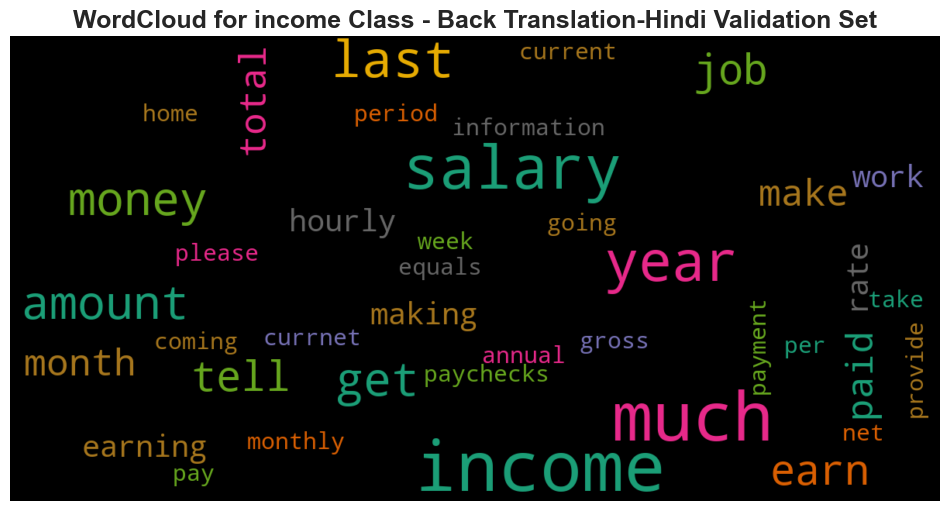 WordCloud for income Class - Back Translation-Hindi Validation Set
last
current
job
total
home
period
information
salary
work
make
money
hourly
going
week
please
equals
year
rate
take
amount
making
payment
provide
coming
currnet
gross
per
annual
month
tell
get
paychecks
paid
much
net
earning
monthly
pay
income
earn